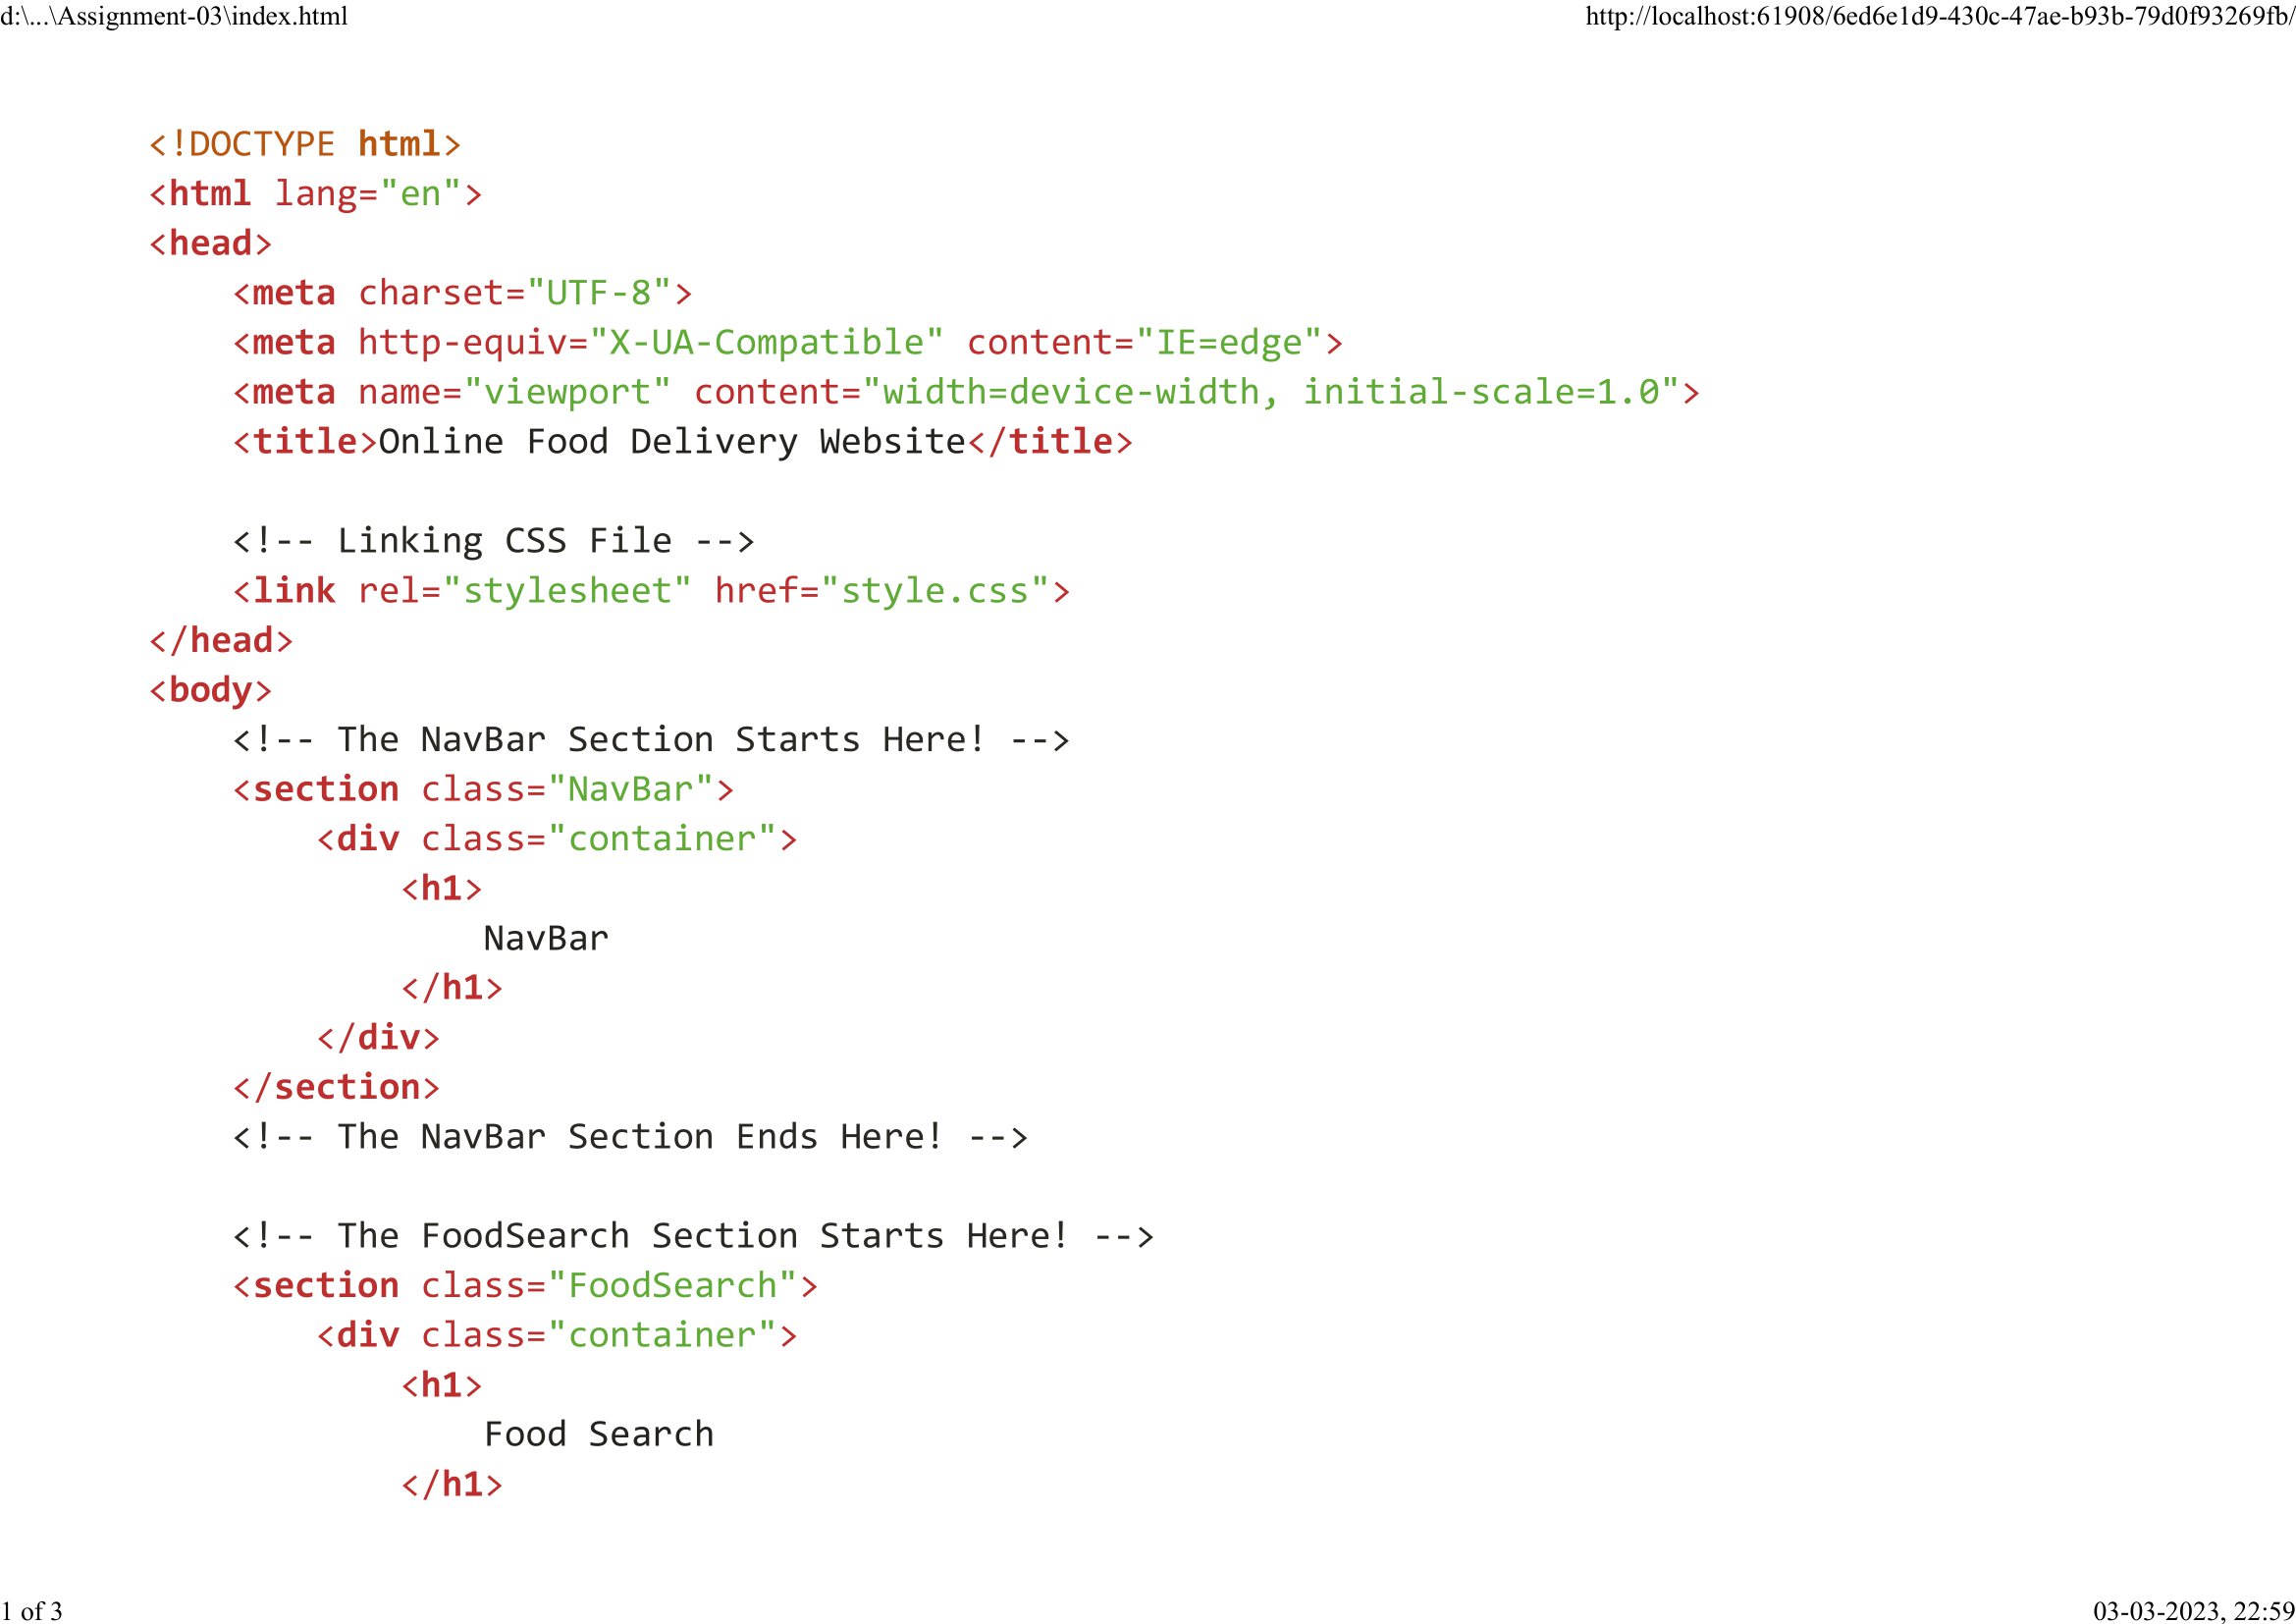 d:\...\Assignment-03\index.html http://localhost:61908/6ed6e1d9-430c-47ae-b93b-79d0f93269fb/
<!DOCTYPE html>
<html lang="en">
<head>
    <meta charset="UTF-8">
    <meta http-equiv="X-UA-Compatible" content="IE=edge">
    <meta name="viewport" content="width=device-width, initial-scale=1.0">
    <title>Online Food Delivery Website</title>

    <!-- Linking CSS File -->
    <link rel="stylesheet" href="style.css">
</head>
<body>
    <!-- The NavBar Section Starts Here! -->
    <section class="NavBar">
        <div class="container">
            <h1>
                NavBar
            </h1>
        </div>
    </section>
    <!-- The NavBar Section Ends Here! -->

    <!-- The FoodSearch Section Starts Here! -->
    <section class="FoodSearch">
        <div class="container">
            <h1>
                Food Search
            </h1>
1 of 3 03-03-2023, 22:59